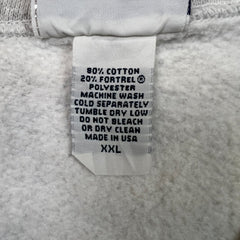 80% COTTON
20% FORTREL®
POLYESTER
MACHINE WASH
COLD SEPARATELY
TUMBLE DRY LOW
DO NOT BLEACH
OR DRY CLEAN
MADE IN USA
XXL